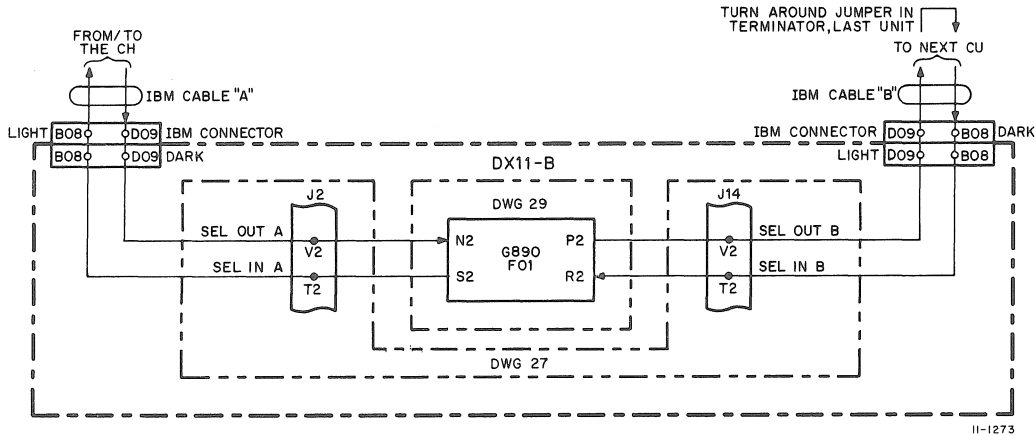 TURN AROUND JUMPER IN
TERMINATOR, LAST UNIT
FROM/TO
THE CH
TO NEXT CU
IBM CABLE "A"
IBM CABLE "B"
LIGHT B08 D09 IBM CONNECTOR
B08 D09 DARK
IBM CONNECTOR D09 B08 DARK
LIGHT D09 B08
DX11-B
J2
DWG 29
J14
SEL OUT A
V2
N2
G890
F01
P2
V2
SEL OUT B
SEL IN A
T2
S2
R2
T2
SEL IN B
DWG 27
11-1273